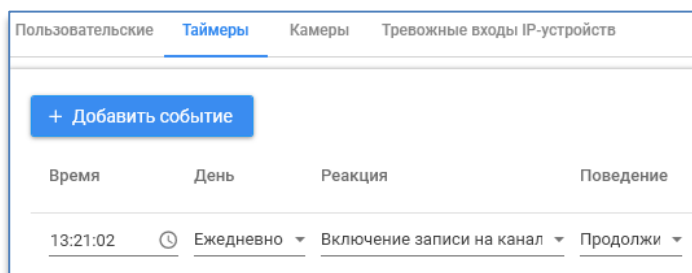 Пользовательские Таймеры Камеры Тревожные входы IP-устройств
+ Добавить событие
Время День Реакция Поведение
13:21:02 Ежедневно Включение записи на канал Продолжи